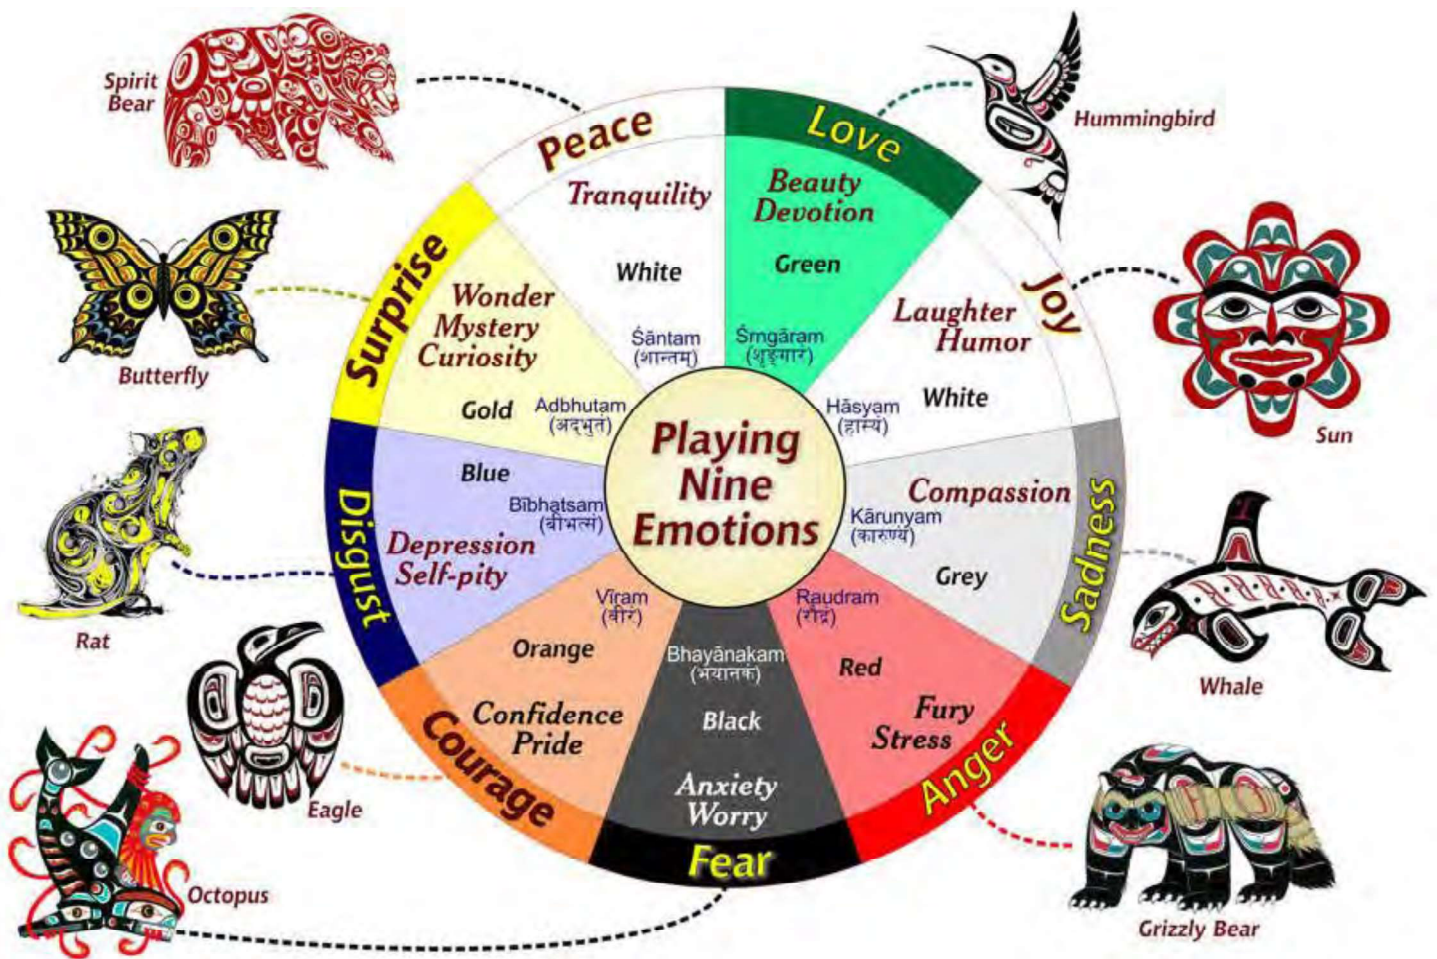 Playing
Nine
Emotions
Peace
Tranquility
White
Śāntam
(शान्तम्)
Spirit
Bear
Love
Beauty
Devotion
Green
Śrngāram
(शृङ्गारं)
Hummingbird
Joy
Laughter
Humor
White
Hāsyam
(हास्यं)
Sun
Sadness
Compassion
Kārunyam
(कारुण्यं)
Grey
Whale
Anger
Raudram
(रौद्रं)
Red
Fury
Stress
Grizzly Bear
Fear
Bhayānakam
(भयानकं)
Black
Anxiety
Worry
Octopus
Courage
Vīram
(वीरं)
Orange
Confidence
Pride
Eagle
Disgust
Blue
Bībhatsam
(बीभत्सं)
Depression
Self-pity
Rat
Surprise
Wonder
Mystery
Curiosity
Gold
Adbhutam
(अद्भुतं)
Butterfly